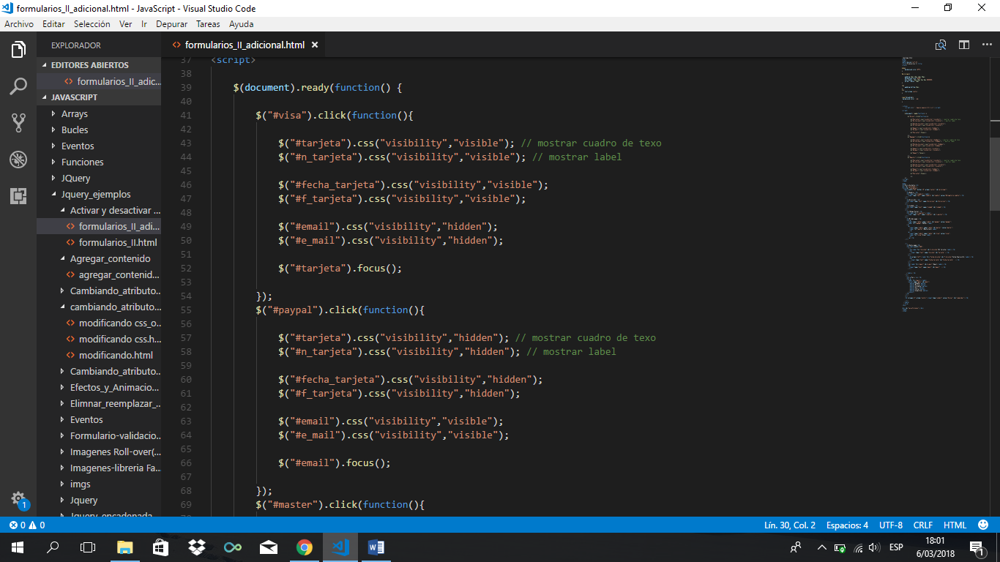 formularios_II_adicional.html - JavaScript - Visual Studio Code
Archivo Editar Selección Ver Ir Depurar Tareas Ayuda
EXPLORADOR
EDITORES ABIERTOS
formularios_II_adic...
JAVASCRIPT
Arrays
Bucles
Eventos
Funciones
JQuery
Jquery_ejemplos
Activar y desactivar ...
formularios_II_adi...
formularios_II.html
Agregar_contenido
agregar_contenid...
Cambiando_atributo...
cambiando_atributo...
modificando css_o...
modificando css.h...
modificando.html
Cambiando_atributo...
Efectos_y_Animacio...
Elimnar_reemplazar_...
Eventos
Formulario-validacio...
Imagenes Roll-over(...
Imagenes-libreria Fa...
imgs
Jquery
Jquery_encadenada
1
formularios_II_adicional.html
37 <script>
38
39 $(document).ready(function() {
40
41 $("#visa").click(function(){
42
43 $("#tarjeta").css("visibility","visible"); // mostrar cuadro de texo
44 $("#n_tarjeta").css("visibility","visible"); // mostrar label
45
46 $("#fecha_tarjeta").css("visibility","visible");
47 $("#f_tarjeta").css("visibility","visible");
48
49 $("#email").css("visibility","hidden");
50 $("#e_mail").css("visibility","hidden");
51
52 $("#tarjeta").focus();
53
54 });
55 $("#paypal").click(function(){
56
57 $("#tarjeta").css("visibility","hidden"); // mostrar cuadro de texo
58 $("#n_tarjeta").css("visibility","hidden"); // mostrar label
59
60 $("#fecha_tarjeta").css("visibility","hidden");
61 $("#f_tarjeta").css("visibility","hidden");
62
63 $("#email").css("visibility","visible");
64 $("#e_mail").css("visibility","visible");
65
66 $("#email").focus();
67
68 });
69 $("#master").click(function(){
0 0
Lín. 30, Col. 2 Espacios: 4 UTF-8 CRLF HTML
ESP
18:01
6/03/2018
1